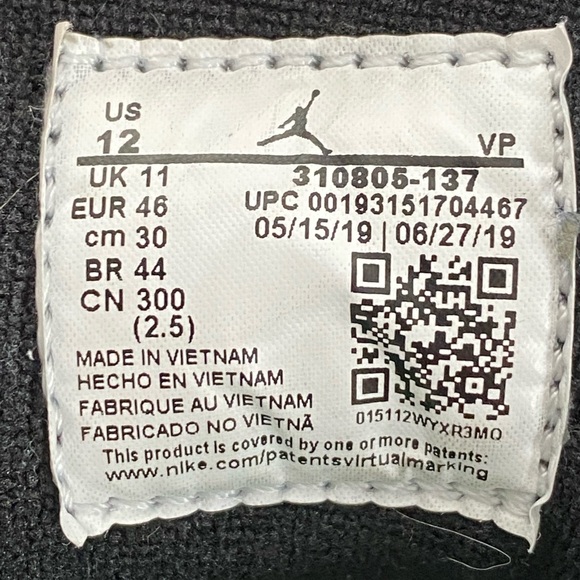 US
12 VP
UK 11 310805-137
EUR 46 UPC 00193151704467
cm 30 05/15/19 | 06/27/19
BR 44
CN 300
(2.5)
015112WYXR3MO
MADE IN VIETNAM
HECHO EN VIETNAM
FABRIQUE AU VIETNAM
FABRICADO NO VIETNÃ
This product is covered by one or more patents:
www.nike.com/patentsvirtualmarking